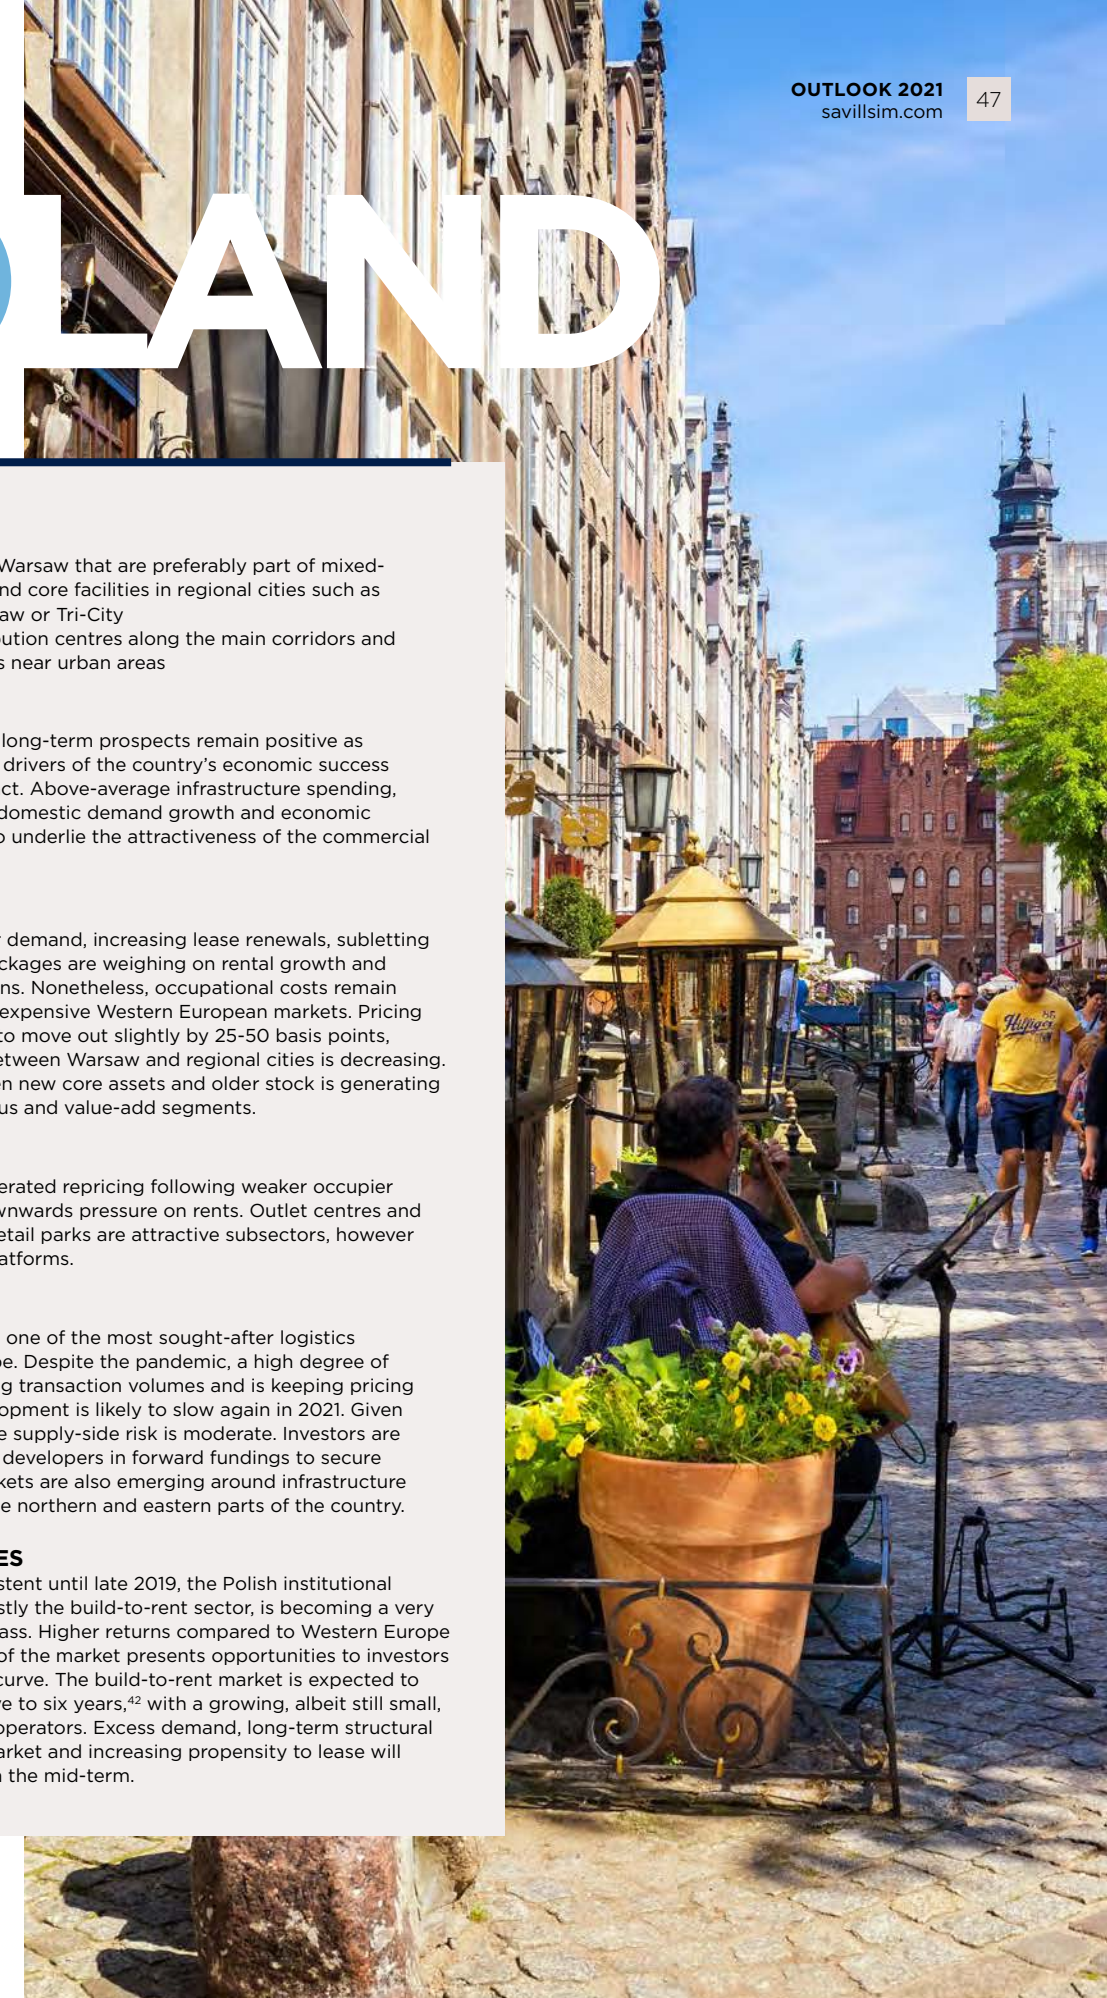 OUTLOOK 2021
savillsim.com
47
LAND
Warsaw that are preferably part of mixed-
nd core facilities in regional cities such as
aw or Tri-City
ution centres along the main corridors and
s near urban areas
long-term prospects remain positive as
drivers of the country's economic success
ct. Above-average infrastructure spending,
domestic demand growth and economic
underlie the attractiveness of the commercial
demand, increasing lease renewals, subletting
ckages are weighing on rental growth and
ns. Nonetheless, occupational costs remain
expensive Western European markets. Pricing
to move out slightly by 25-50 basis points,
etween Warsaw and regional cities is decreasing.
en new core assets and older stock is generating
us and value-add segments.
erated repricing following weaker occupier
wnwards pressure on rents. Outlet centres and
etail parks are attractive subsectors, however
atforms.
one of the most sought-after logistics
pe. Despite the pandemic, a high degree of
g transaction volumes and is keeping pricing
opment is likely to slow again in 2021. Given
e supply-side risk is moderate. Investors are
developers in forward fundings to secure
kets are also emerging around infrastructure
e northern and eastern parts of the country.
ES
stent until late 2019, the Polish institutional
stly the build-to-rent sector, is becoming a very
ass. Higher returns compared to Western Europe
of the market presents opportunities to investors
curve. The build-to-rent market is expected to
ve to six years,⁴² with a growing, albeit still small,
operators. Excess demand, long-term structural
arket and increasing propensity to lease will
the mid-term.
Hilfiger